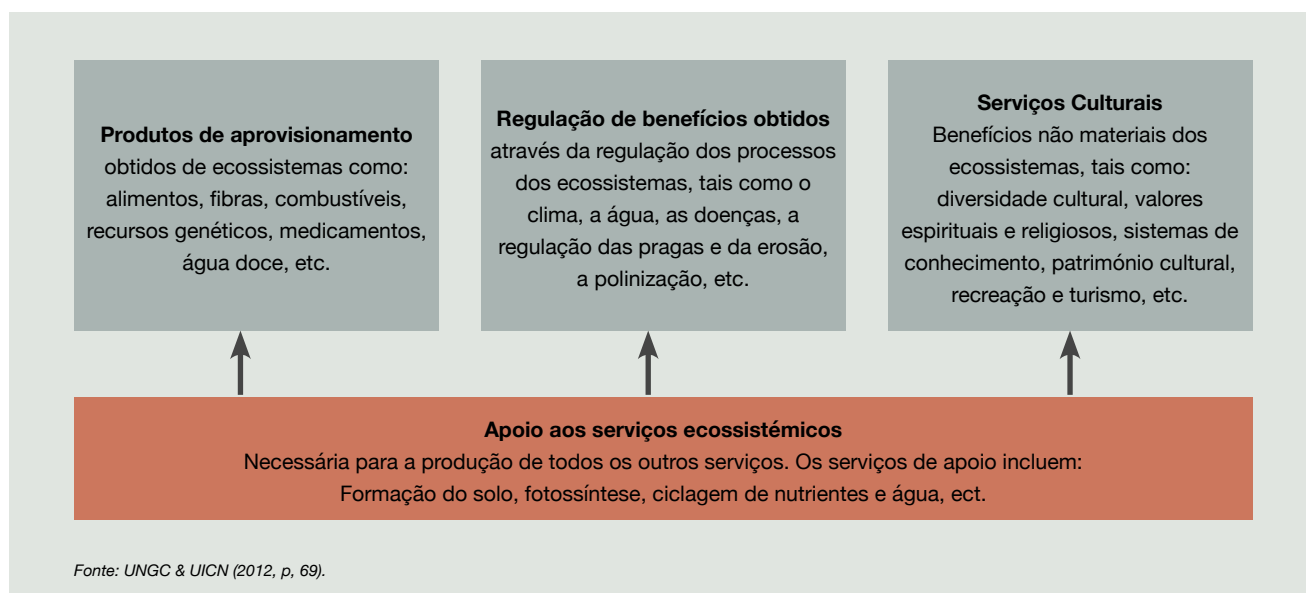 Produtos de aprovisionamento
obtidos de ecossistemas como:
alimentos, fibras, combustíveis,
recursos genéticos, medicamentos,
água doce, etc.
Regulação de benefícios obtidos
através da regulação dos processos
dos ecossistemas, tais como o
clima, a água, as doenças, a
regulação das pragas e da erosão,
a polinização, etc.
Serviços Culturais
Benefícios não materiais dos
ecossistemas, tais como:
diversidade cultural, valores
espirituais e religiosos, sistemas de
conhecimento, património cultural,
recreação e turismo, etc.
Apoio aos serviços ecossistémicos
Necessária para a produção de todos os outros serviços. Os serviços de apoio incluem:
Formação do solo, fotossíntese, ciclagem de nutrientes e água, ect.
Fonte: UNGC & UICN (2012, p, 69).